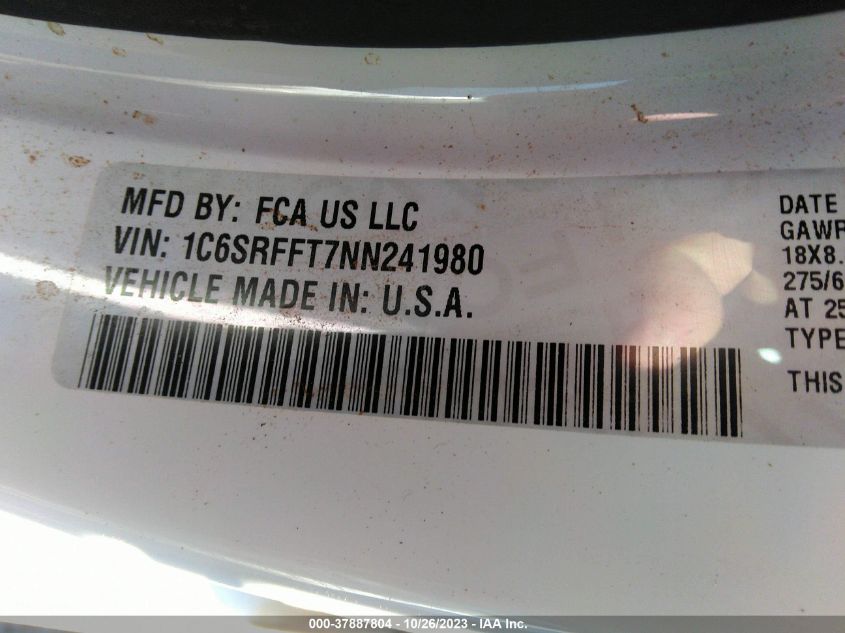 MFD BY: FCA US LLC
VIN: 1C6SRFFT7NN241980
VEHICLE MADE IN: U.S.A.
DATE
GAWR
18X8.
275/6
AT 25
TYPE
THIS
000-37887804 - 10/26/2023 - IAA Inc.